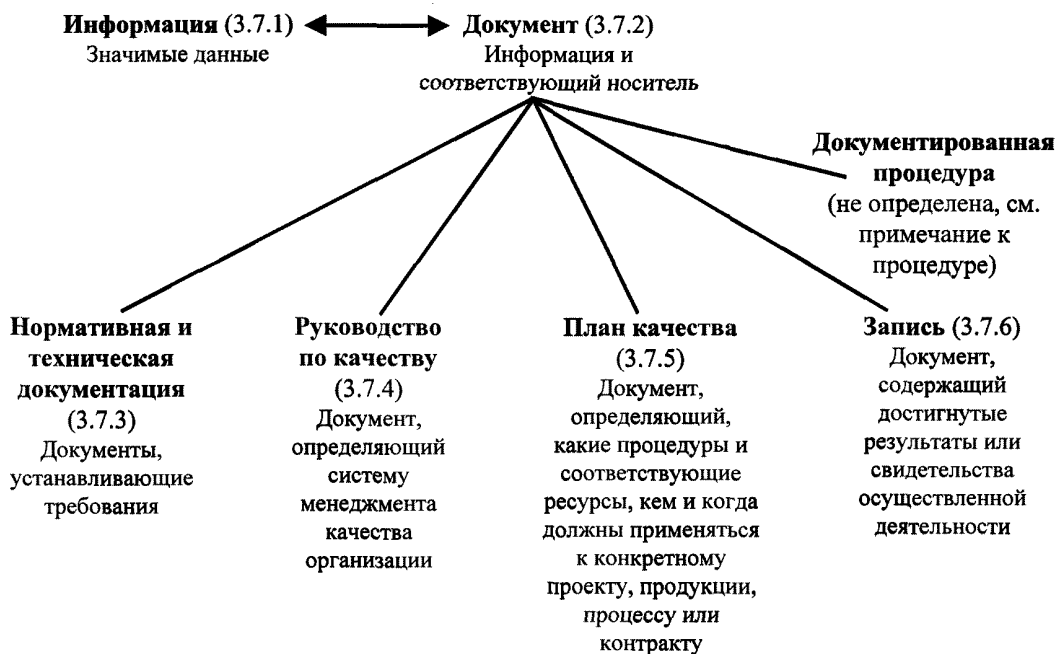 Информация (3.7.1)
Значимые данные
Документ (3.7.2)
Информация и
соответствующий носитель
Документированная
процедура
(не определена, см.
примечание к
процедуре)
Нормативная и
техническая
документация
(3.7.3)
Документы,
устанавливающие
требования
Руководство
по качеству
(3.7.4)
Документ,
определяющий
систему
менеджмента
качества
организации
План качества
(3.7.5)
Документ,
определяющий,
какие процедуры и
соответствующие
ресурсы, кем и когда
должны применяться
к конкретному
проекту, продукции,
процессу или
контракту
Запись (3.7.6)
Документ,
содержащий
достигнутые
результаты или
свидетельства
осуществленной
деятельности